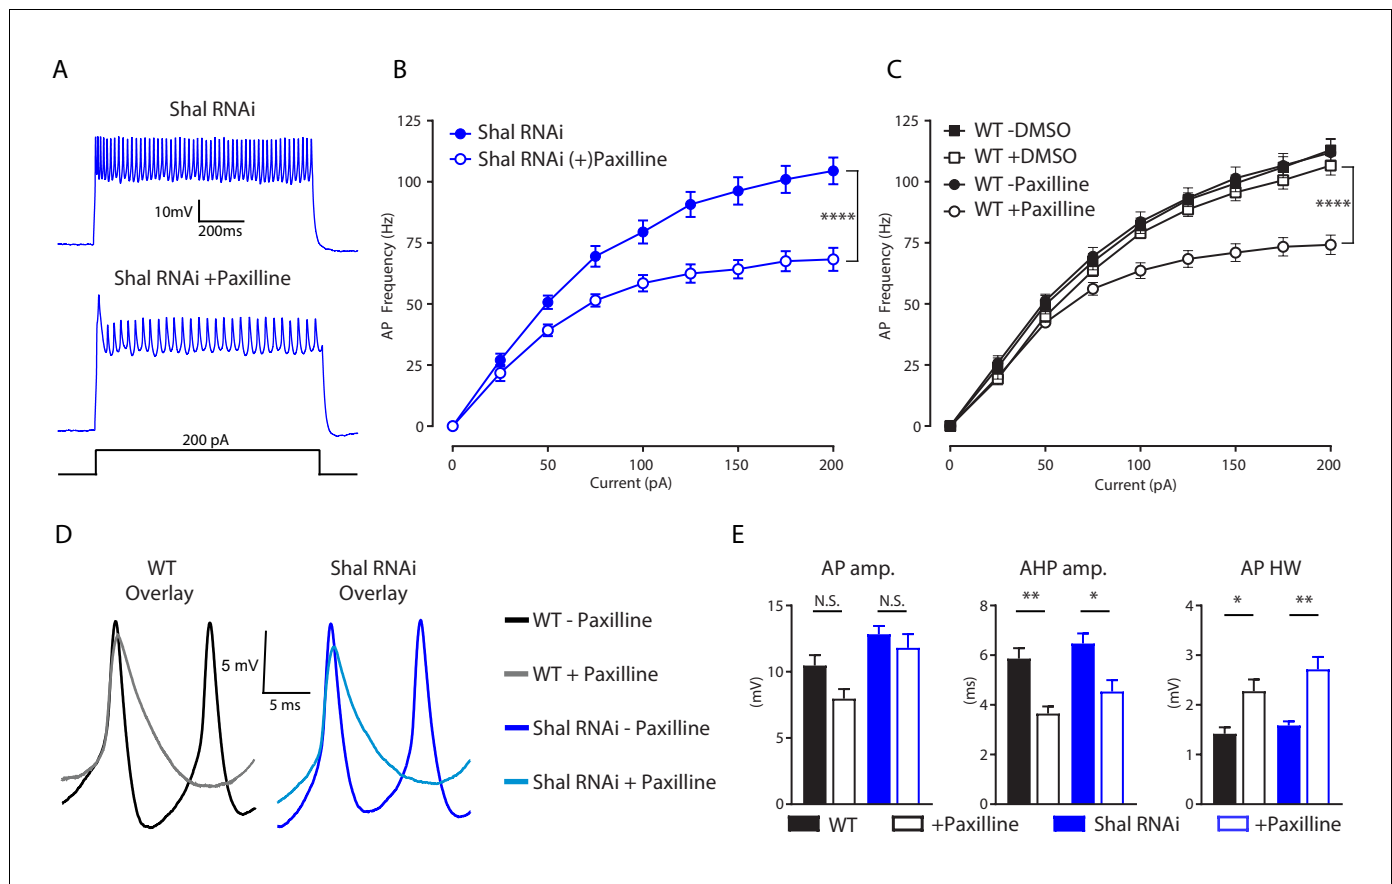 A
Shal RNAi
10mV
200ms
Shal RNAi +Paxilline
200 pA
B
125
100
75
50
25
0
AP Frequency (Hz)
Shal RNAi
Shal RNAi (+)Paxilline
****
0 50 100 150 200
Current (pA)
C
125
100
75
50
25
0
AP Frequency (Hz)
WT -DMSO
WT +DMSO
WT -Paxilline
WT +Paxilline
****
0 50 100 150 200
Current (pA)
D
WT
Overlay
Shal RNAi
Overlay
5 mV
5 ms
WT - Paxilline
WT + Paxilline
Shal RNAi - Paxilline
Shal RNAi + Paxilline
E
AP amp.
N.S. N.S.
15
10
5
0
(mV)
AHP amp.
** *
8
6
4
2
0
(ms)
AP HW
* **
4
3
2
1
0
(mV)
WT +Paxilline Shal RNAi +Paxilline